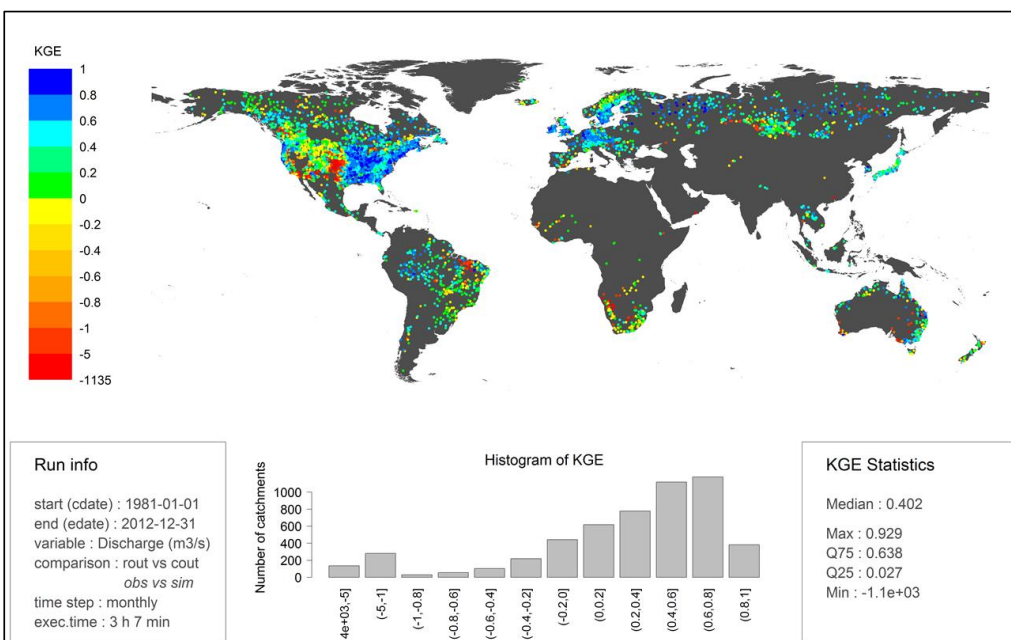 KGE
1
0.8
0.6
0.4
0.2
0
-0.2
-0.4
-0.6
-0.8
-1
-5
-1135
Run info
start (cdate) : 1981-01-01
end (edate) : 2012-12-31
variable : Discharge (m3/s)
comparison : rout vs cout
obs vs sim
time step : monthly
exec.time : 3 h 7 min
Histogram of KGE
Number of catchments
1000
800
600
400
200
0
4e+03,-5]
(-5,-1]
(-1,-0.8]
(-0.8,-0.6]
(-0.6,-0.4]
(-0.4,-0.2]
(-0.2,0]
(0,0.2]
(0.2,0.4]
(0.4,0.6]
(0.6,0.8]
(0.8,1]
KGE Statistics
Median : 0.402
Max : 0.929
Q75 : 0.638
Q25 : 0.027
Min : -1.1e+03